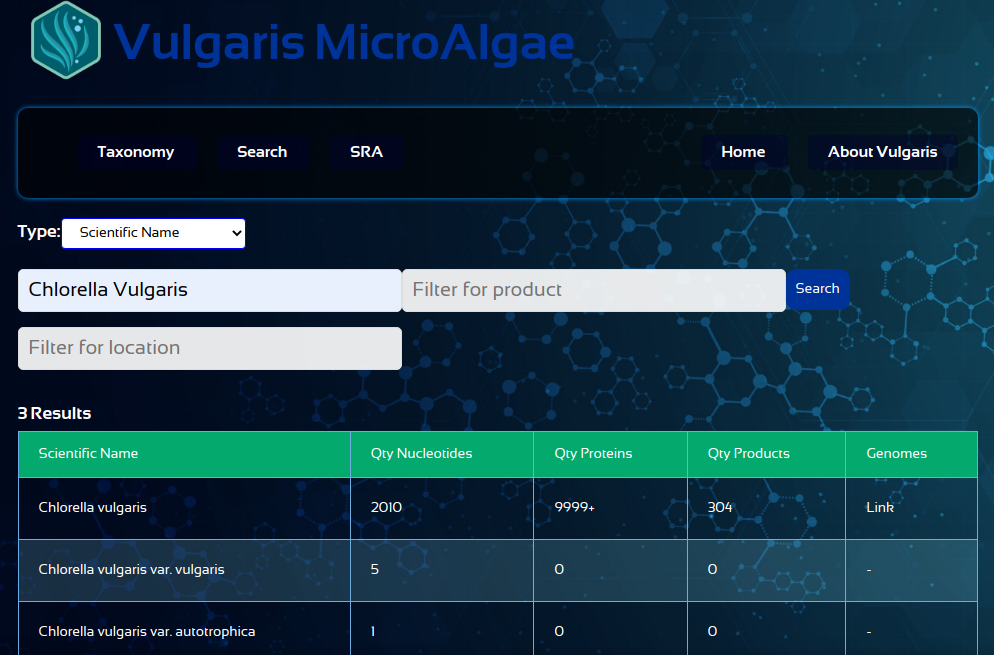 Vulgaris MicroAlgae
Taxonomy Search SRA Home About Vulgaris
Type: Scientific Name
Chlorella Vulgaris Filter for product Search
Filter for location
3 Results
Scientific Name Qty Nucleotides Qty Proteins Qty Products Genomes
Chlorella vulgaris 2010 9999+ 304 Link
Chlorella vulgaris var. vulgaris 5 0 0 -
Chlorella vulgaris var. autotrophica 1 0 0 -